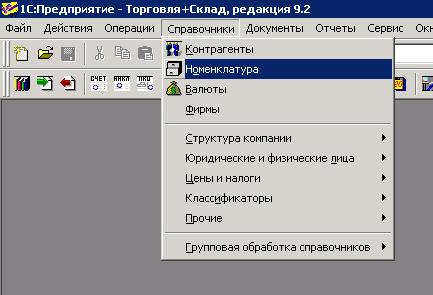 1С:Предприятие - Торговля+Склад, редакция 9.2
Файл Действия Операции Справочники Документы Отчеты Сервис
Контрагенты
Номенклатура
Валюты
Фирмы
Структура компании
Юридические и физические лица
Цены и налоги
Классификаторы
Прочие
Групповая обработка справочников
СЧЕТ НАКЛ ПКО